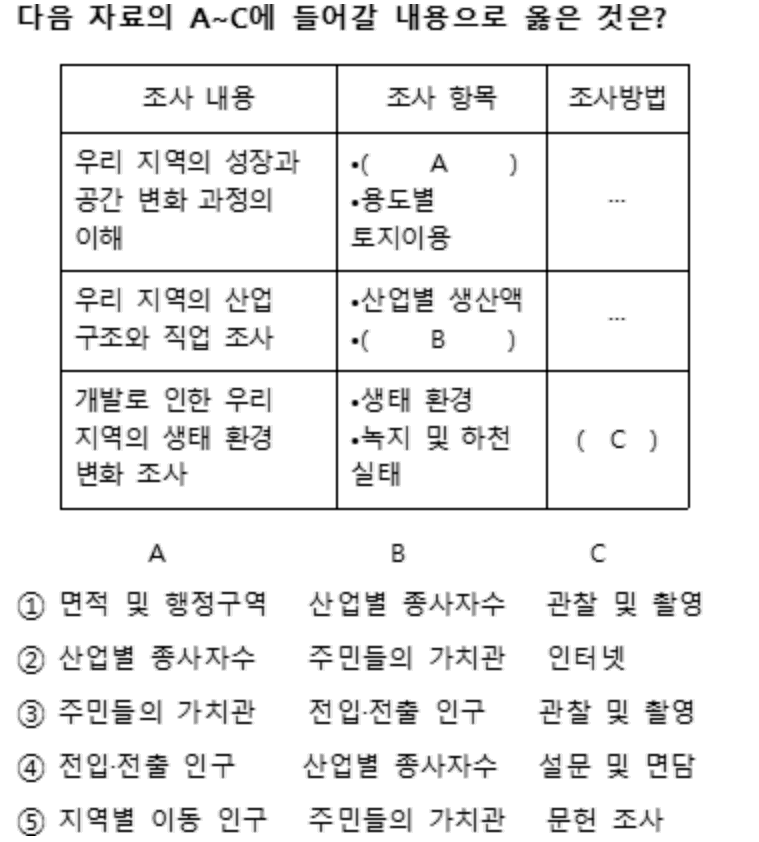 다음 자료의 A~C에 들어갈 내용으로 옳은 것은?
조사 내용 조사 항목 조사방법
우리 지역의 성장과
공간 변화 과정의
이해
•( A )
•용도별
토지이용
...
우리 지역의 산업
구조와 직업 조사
•산업별 생산액
•( B )
...
개발로 인한 우리
지역의 생태 환경
변화 조사
•생태 환경
•녹지 및 하천
실태
( C )
A B C
① 면적 및 행정구역 산업별 종사자수 관찰 및 촬영
② 산업별 종사자수 주민들의 가치관 인터넷
③ 주민들의 가치관 전입·전출 인구 관찰 및 촬영
④ 전입·전출 인구 산업별 종사자수 설문 및 면담
⑤ 지역별 이동 인구 주민들의 가치관 문헌 조사